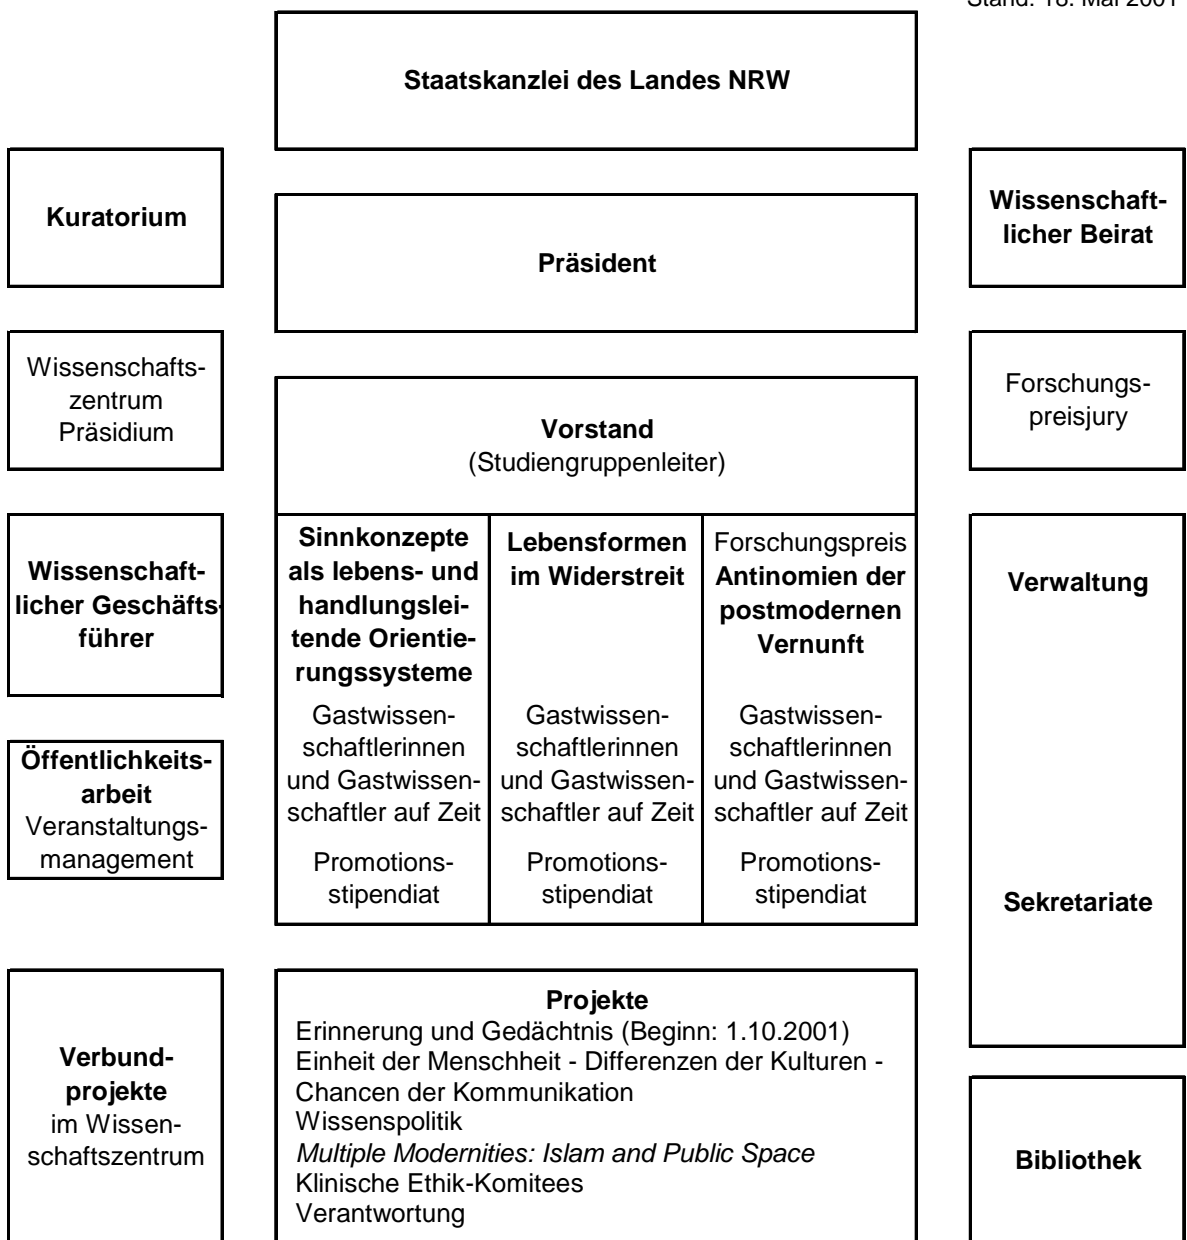 Stand: 18. Mai 2001
Staatskanzlei des Landes NRW
Kuratorium
Präsident
Wissenschaft-
licher Beirat
Wissenschafts-
zentrum
Präsidium
Vorstand
(Studiengruppenleiter)
Forschungs-
preisjury
Wissenschaft-
licher Geschäfts-
führer
Sinnkonzepte
als lebens- und
handlungslei-
tende Orientie-
rungssysteme
Gastwissen-
schaftlerinnen
und Gastwissen-
schaftler auf Zeit
Promotions-
stipendiat
Lebensformen
im Widerstreit
Gastwissen-
schaftlerinnen
und Gastwissen-
schaftler auf Zeit
Promotions-
stipendiat
Forschungspreis
Antinomien der
postmodernen
Vernunft
Gastwissen-
schaftlerinnen
und Gastwissen-
schaftler auf Zeit
Promotions-
stipendiat
Verwaltung
Sekretariate
Öffentlichkeits-
arbeit
Veranstaltungs-
management
Verbund-
projekte
im Wissen-
schaftszentrum
Projekte
Erinnerung und Gedächtnis (Beginn: 1.10.2001)
Einheit der Menschheit - Differenzen der Kulturen -
Chancen der Kommunikation
Wissenspolitik
Multiple Modernities: Islam and Public Space
Klinische Ethik-Komitees
Verantwortung
Bibliothek